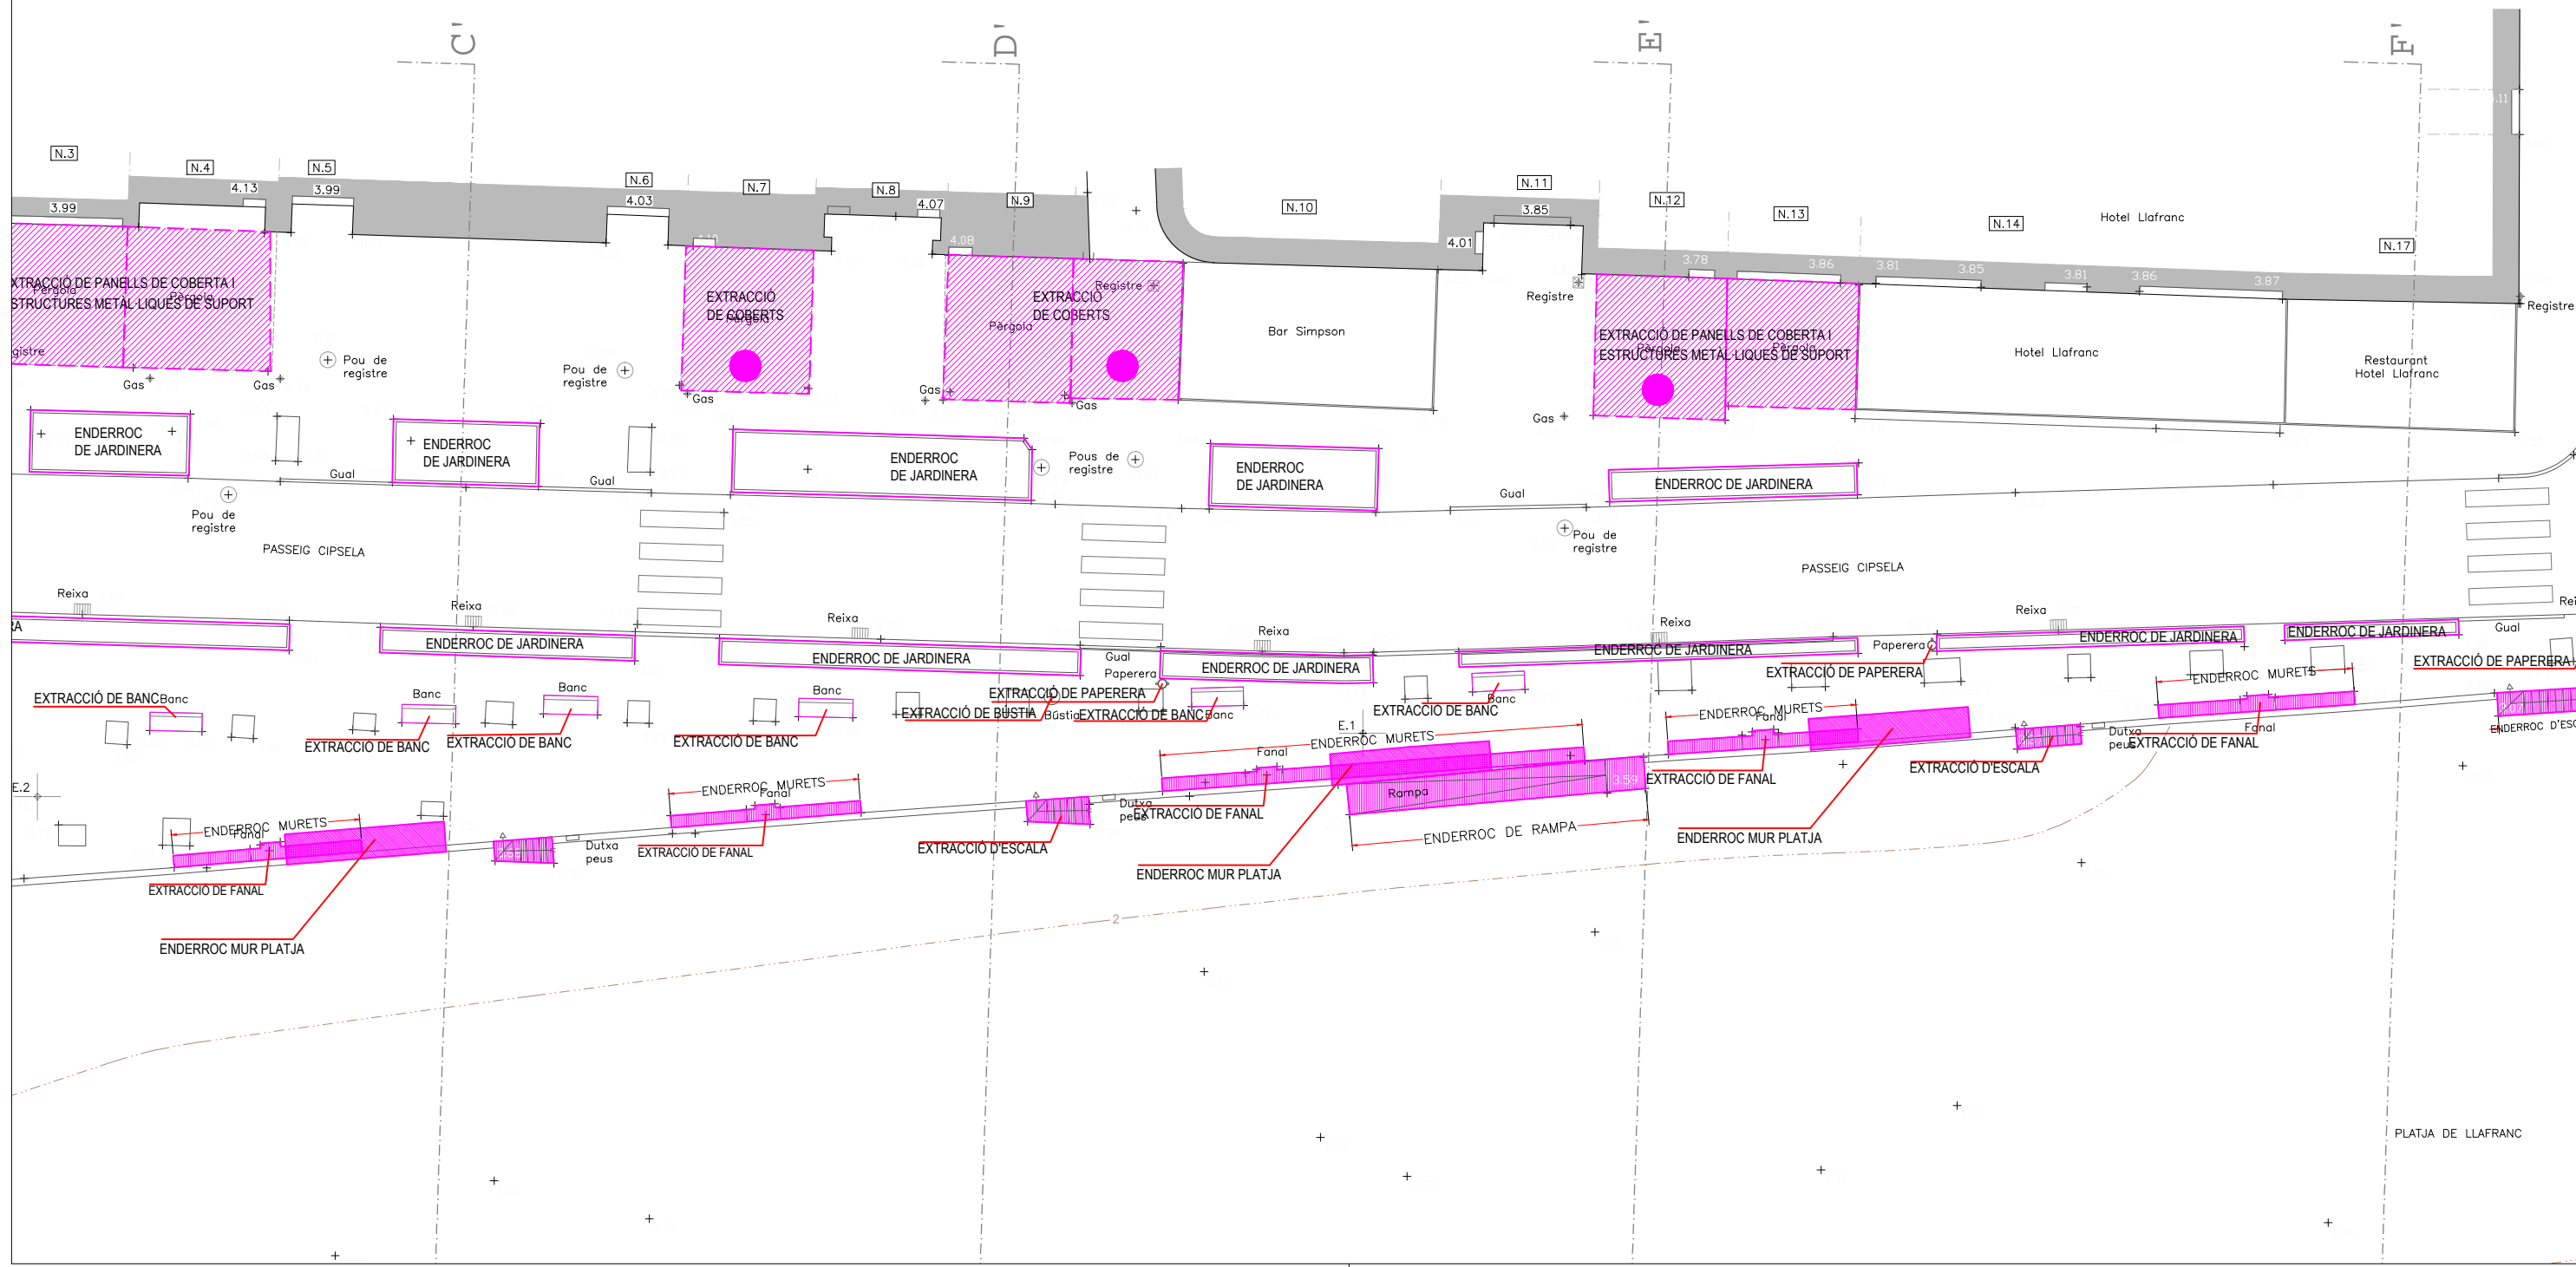 C'
D'
E'
F'
N.3
N.4
N.5
N.6
N.7
N.8
N.9
N.10
N.11
N.12
N.13
N.14
N.17
Hotel Llafranc
3.99
4.13
3.99
4.03
4.07
4.08
4.01
3.85
3.78
3.86
3.81
3.85
3.81
3.86
3.87
XTRACCIÓ DE PANELLS DE COBERTA I
STRUCTURES METÀL·LIQUES DE SUPORT
Pèrgola
Pèrgola
gistre
EXTRACCIÓ
DE COBERTS
Pèrgola
EXTRACCIÓ
DE COBERTS
Pèrgola
Registre
Bar Simpson
Registre
EXTRACCIÓ DE PANELLS DE COBERTA I
ESTRUCTURES METÀL·LIQUES DE SUPORT
Pèrgola
Pèrgola
Hotel Llafranc
Restaurant
Hotel Llafranc
Registre
Gas
Gas
Pou de
registre
Pou de
registre
Gas
Gas
Gas
Gas
ENDERROC
DE JARDINERA
ENDERROC
DE JARDINERA
ENDERROC
DE JARDINERA
ENDERROC
DE JARDINERA
ENDERROC DE JARDINERA
Gual
Gual
Gual
Pous de
registre
Pou de
registre
Pou de
registre
PASSEIG CIPSELA
PASSEIG CIPSELA
Reixa
Reixa
Reixa
Reixa
Reixa
Reixa
Rei
RA
ENDERROC DE JARDINERA
ENDERROC DE JARDINERA
ENDERROC DE JARDINERA
ENDERROC DE JARDINERA
ENDERROC DE JARDINERA
ENDERROC DE JARDINERA
Gual
Gual
Paperera
Paperera
EXTRACCIÓ DE PAPERERA
EXTRACCIÓ DE PAPERERA
EXTRACCIÓ DE PAPERERA
EXTRACCIÓ DE BANC
Banc
Banc
Banc
Banc
Banc
Banc
EXTRACCIÓ DE BANC
EXTRACCIÓ DE BANC
EXTRACCIÓ DE BANC
EXTRACCIÓ DE BÚSTIA
Bústia
EXTRACCIÓ DE BANC
EXTRACCIÓ DE BANC
E.1
E.2
ENDERROC MURETS
ENDERROC MURETS
ENDERROC MURETS
ENDERROC MURETS
ENDERROC MURETS
Fanal
Fanal
Fanal
Fanal
Fanal
EXTRACCIÓ DE FANAL
EXTRACCIÓ DE FANAL
EXTRACCIÓ DE FANAL
EXTRACCIÓ DE FANAL
EXTRACCIÓ DE FANAL
Dutxa
peus
Dutxa
peus
Dutxa
peus
EXTRACCIÓ D'ESCALA
EXTRACCIÓ D'ESCALA
ENDERROC D'ESC
Rampa
3.59
ENDERROC DE RAMPA
ENDERROC MUR PLATJA
ENDERROC MUR PLATJA
ENDERROC MUR PLATJA
2
PLATJA DE LLAFRANC